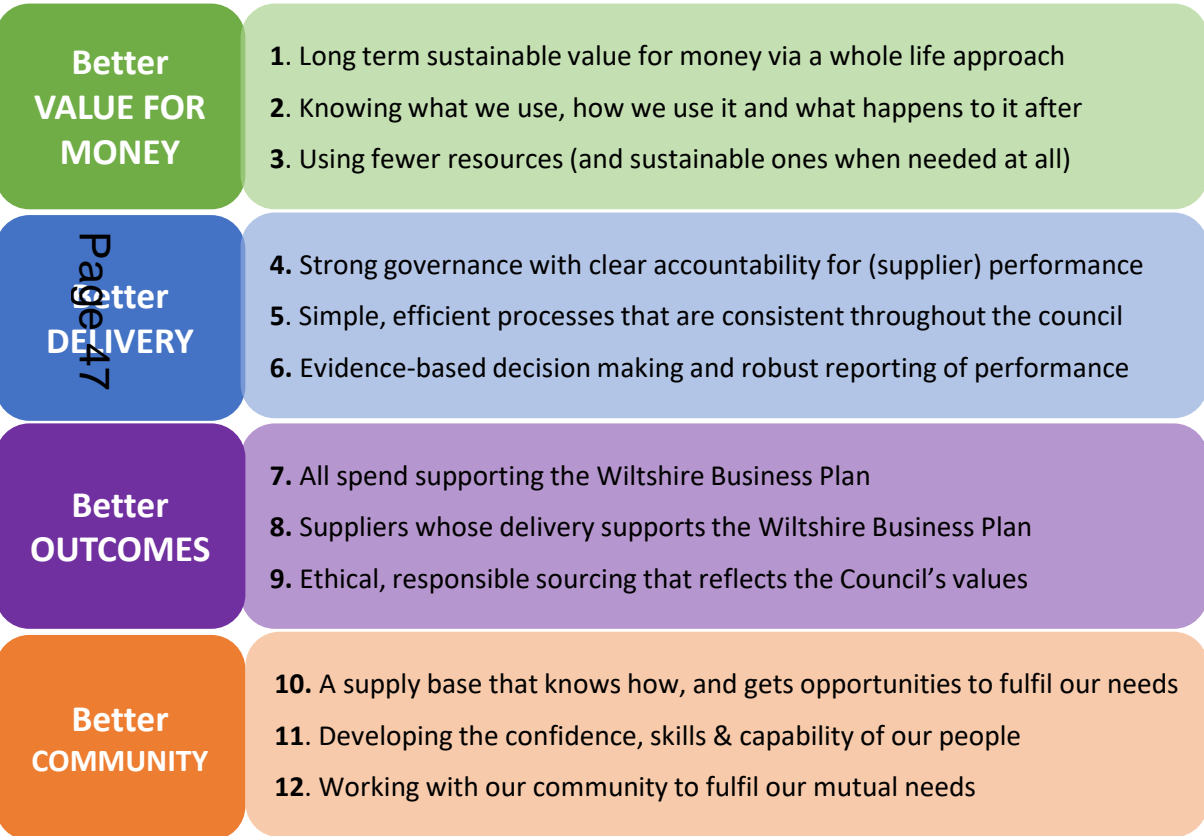 Better
VALUE FOR
MONEY
1. Long term sustainable value for money via a whole life approach
2. Knowing what we use, how we use it and what happens to it after
3. Using fewer resources (and sustainable ones when needed at all)
Page 47
Better
DELIVERY
4. Strong governance with clear accountability for (supplier) performance
5. Simple, efficient processes that are consistent throughout the council
6. Evidence-based decision making and robust reporting of performance
Better
OUTCOMES
7. All spend supporting the Wiltshire Business Plan
8. Suppliers whose delivery supports the Wiltshire Business Plan
9. Ethical, responsible sourcing that reflects the Council’s values
Better
COMMUNITY
10. A supply base that knows how, and gets opportunities to fulfil our needs
11. Developing the confidence, skills & capability of our people
12. Working with our community to fulfil our mutual needs